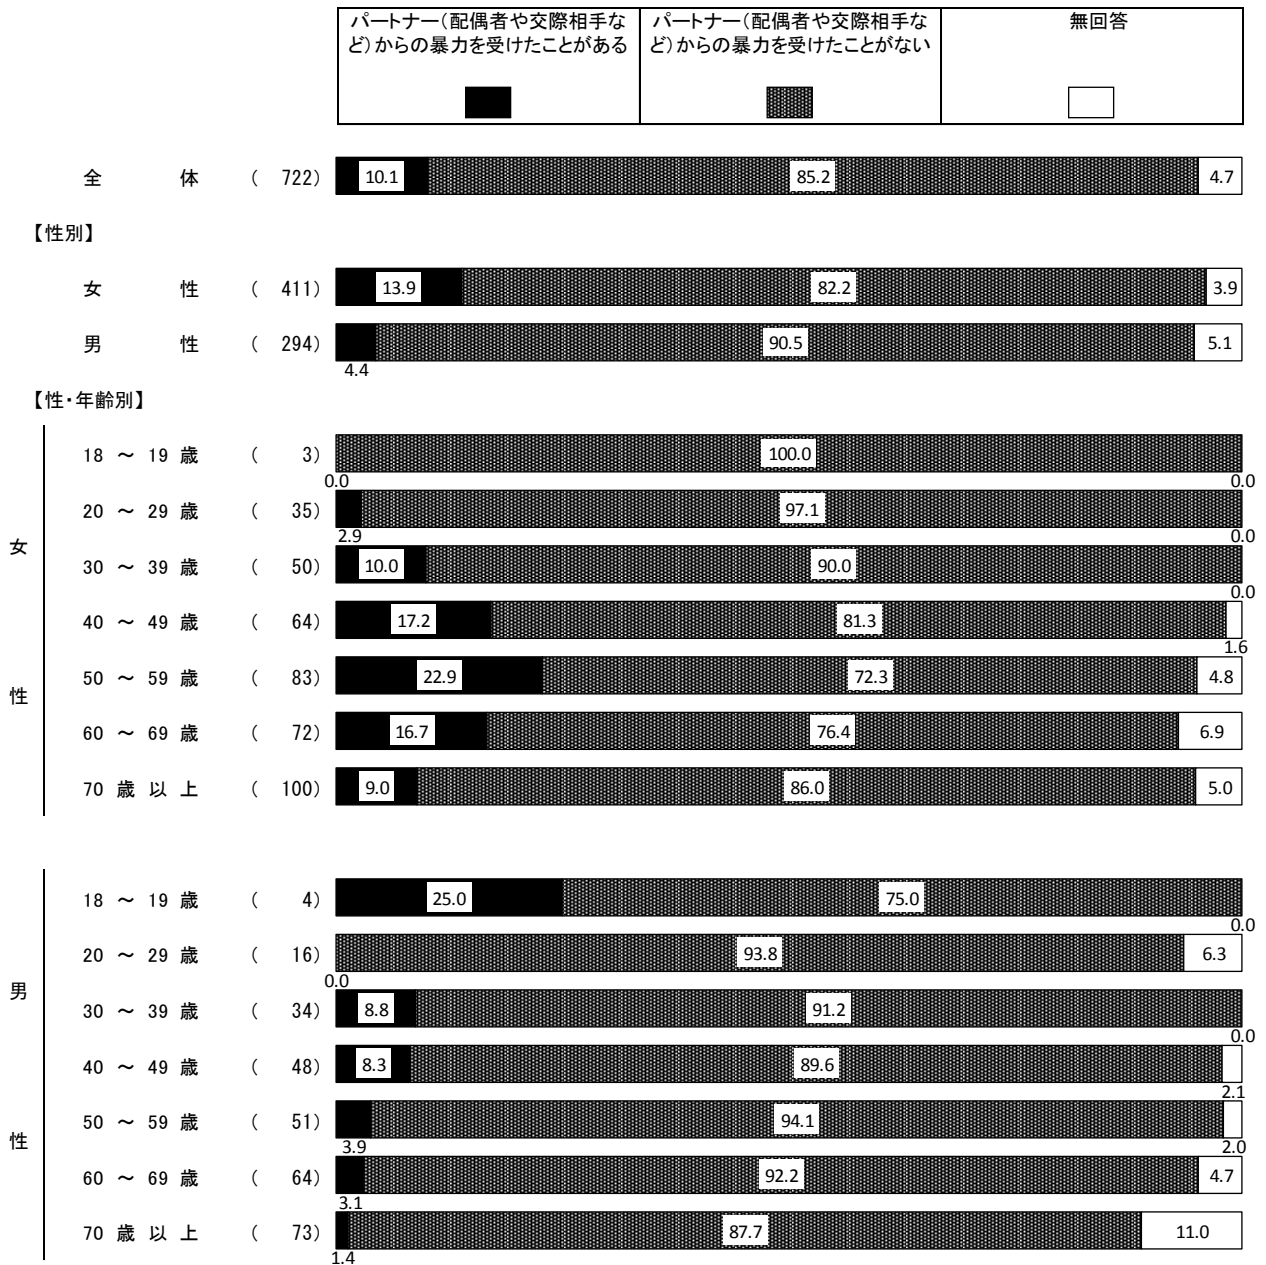 パートナー（配偶者や交際相手な
ど）からの暴力を受けたことがある
パートナー（配偶者や交際相手な
ど）からの暴力を受けたことがない
無回答
全 体 ( 722) 10.1 85.2 4.7
【性別】
女 性 ( 411) 13.9 82.2 3.9
男 性 ( 294) 4.4 90.5 5.1
【性・年齢別】
女性
18 ～ 19 歳 ( 3) 0.0 100.0 0.0
20 ～ 29 歳 ( 35) 2.9 97.1 0.0
30 ～ 39 歳 ( 50) 10.0 90.0 0.0
40 ～ 49 歳 ( 64) 17.2 81.3 1.6
50 ～ 59 歳 ( 83) 22.9 72.3 4.8
60 ～ 69 歳 ( 72) 16.7 76.4 6.9
70 歳 以 上 ( 100) 9.0 86.0 5.0
男性
18 ～ 19 歳 ( 4) 25.0 75.0 0.0
20 ～ 29 歳 ( 16) 0.0 93.8 6.3
30 ～ 39 歳 ( 34) 8.8 91.2 0.0
40 ～ 49 歳 ( 48) 8.3 89.6 2.1
50 ～ 59 歳 ( 51) 3.9 94.1 2.0
60 ～ 69 歳 ( 64) 3.1 92.2 4.7
70 歳 以 上 ( 73) 1.4 87.7 11.0